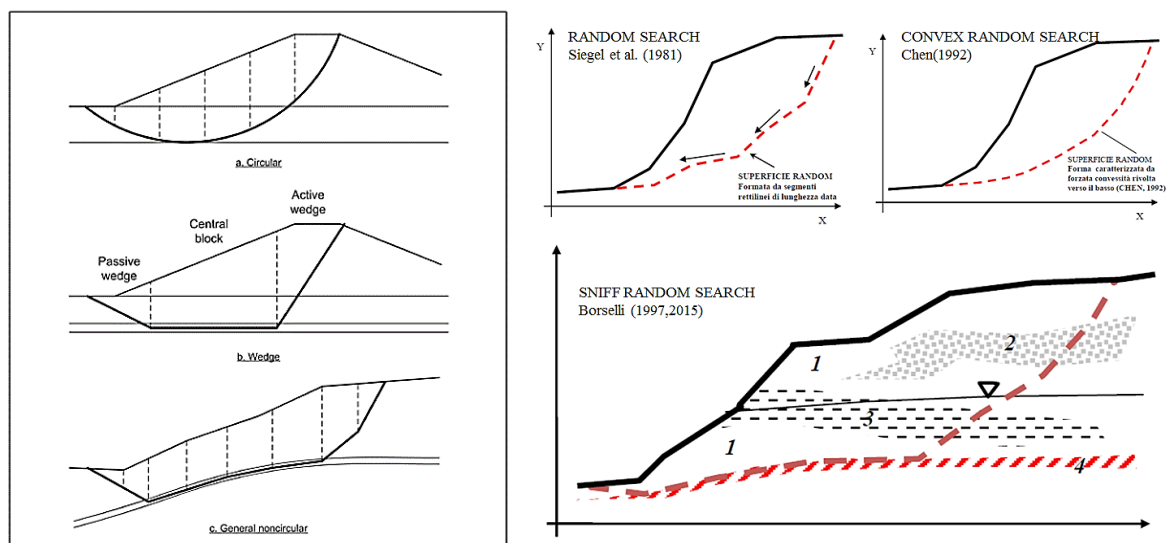 a. Circular
Active
wedge
Central
block
Passive
wedge
b. Wedge
c. General noncircular
Y
RANDOM SEARCH
Siegel et al. (1981)
SUPERFICIE RANDOM
Formata da segmenti
rettilinei di lunghezza data
X
Y
CONVEX RANDOM SEARCH
Chen(1992)
SUPERFICIE RANDOM
Forma caratterizzata da
forzata convessità rivolta
verso il basso (CHEN, 1992)
X
SNIFF RANDOM SEARCH
Borselli (1997,2015)
1
2
3
1
4